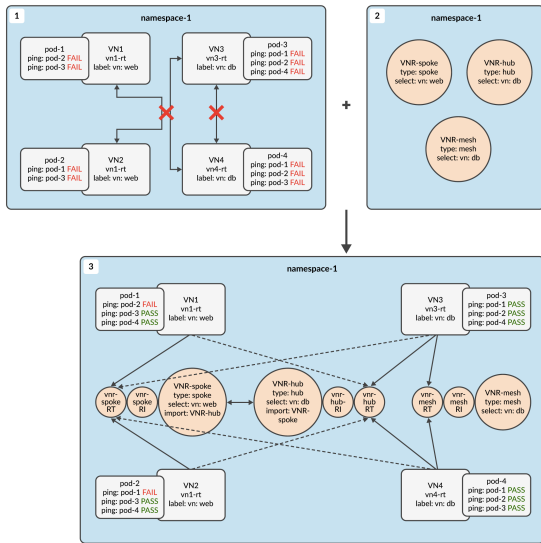 1
namespace-1
pod-1
ping: pod-2 FAIL
ping: pod-3 FAIL
VN1
vn1-rt
label: vn: web
VN3
vn3-rt
label: vn: db
pod-3
ping: pod-1 FAIL
ping: pod-2 FAIL
ping: pod-4 FAIL
pod-2
ping: pod-1 FAIL
ping: pod-3 FAIL
VN2
vn1-rt
label: vn: web
VN4
vn4-rt
label: vn: db
pod-4
ping: pod-1 FAIL
ping: pod-2 FAIL
ping: pod-3 FAIL
+
2
namespace-1
VNR-spoke
type: spoke
select: vn: web
VNR-hub
type: hub
select: vn: db
VNR-mesh
type: mesh
select: vn: db
3
namespace-1
pod-1
ping: pod-2 FAIL
ping: pod-3 PASS
ping: pod-4 PASS
VN1
vn1-rt
label: vn: web
VN3
vn3-rt
label: vn: db
pod-3
ping: pod-1 PASS
ping: pod-2 PASS
ping: pod-4 PASS
vnr-
spoke
RT
vnr-
spoke
RI
VNR-spoke
type: spoke
select: vn: web
import: VNR-hub
VNR-hub
type: hub
select: vn: db
import: VNR-
spoke
vnr-
hub-
RI
vnr-
hub
RT
vnr-
mesh
RT
vnr-
mesh
RI
VNR-mesh
type: mesh
select: vn: db
pod-2
ping: pod-1 FAIL
ping: pod-3 PASS
ping: pod-4 PASS
VN2
vn1-rt
label: vn: web
VN4
vn4-rt
label: vn: db
pod-4
ping: pod-1 PASS
ping: pod-2 PASS
ping: pod-3 PASS